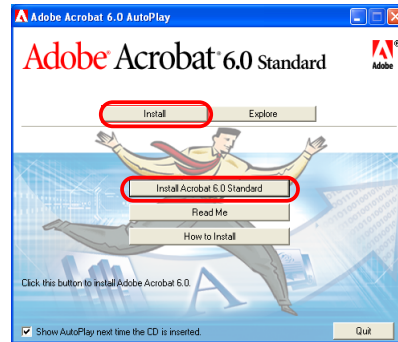 Adobe Acrobat 6.0 AutoPlay
Adobe® Acrobat® 6.0 Standard
Adobe®
Install
Explore
Install Acrobat 6.0 Standard
Read Me
How to Install
Click this button to install Adobe Acrobat 6.0.
Show AutoPlay next time the CD is inserted.
Quit